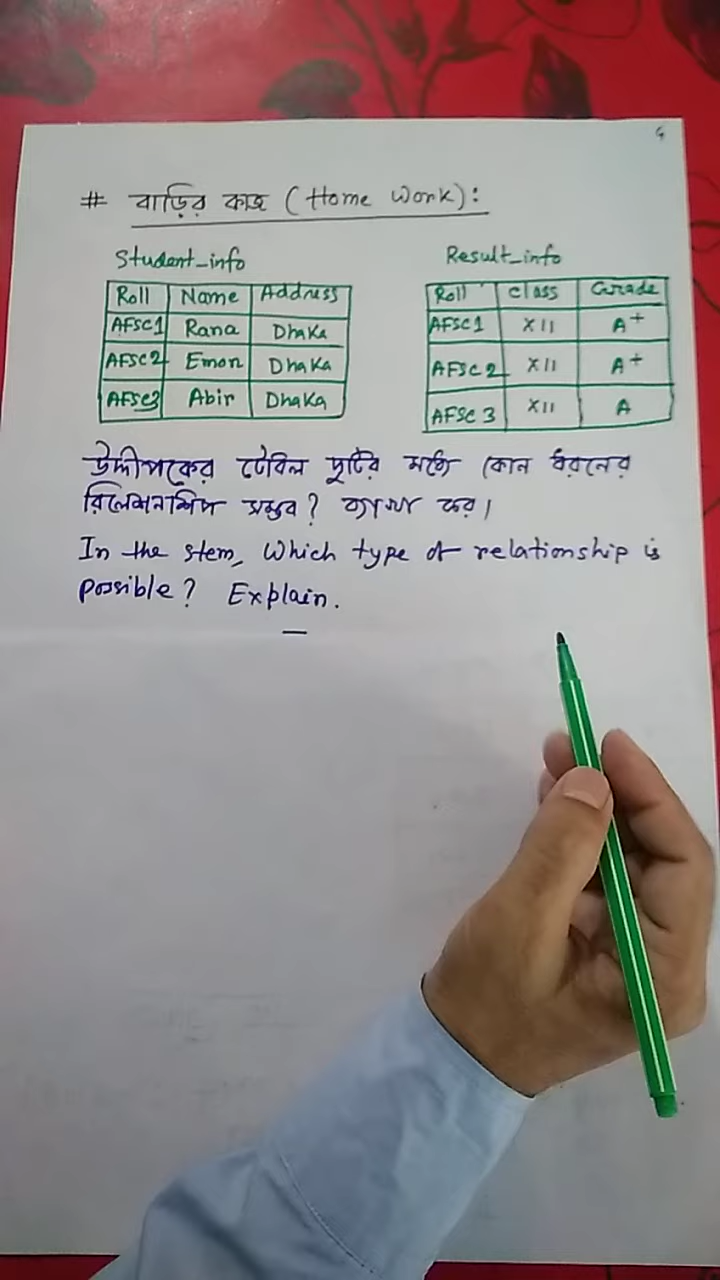 # বাড়ির কাজ (Home Work):
Student_info
Roll Name Address
AFSC1 Rana Dhaka
AFSC2 Emon Dhaka
AFSC3 Abir Dhaka
Result_info
Roll class Grade
AFSC1 XII A+
AFSC2 XII A+
AFSC3 XII A
উদ্দীপকের টেবিল দুটির মধ্যে কোন ধরনের
রিলেশনশিপ সম্ভব? ব্যাখ্যা কর।
In the stem, Which type of relationship is
possible? Explain.